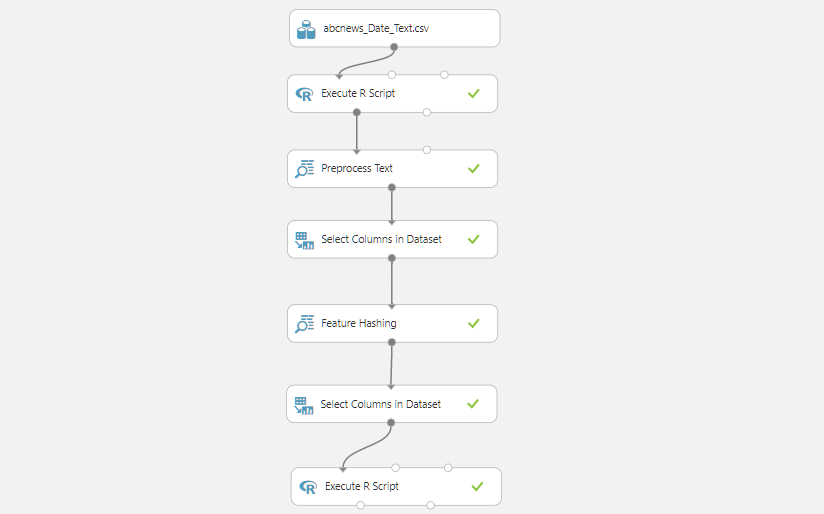 abcnews_Date_Text.csv
Execute R Script
Preprocess Text
Select Columns in Dataset
Feature Hashing
Select Columns in Dataset
Execute R Script